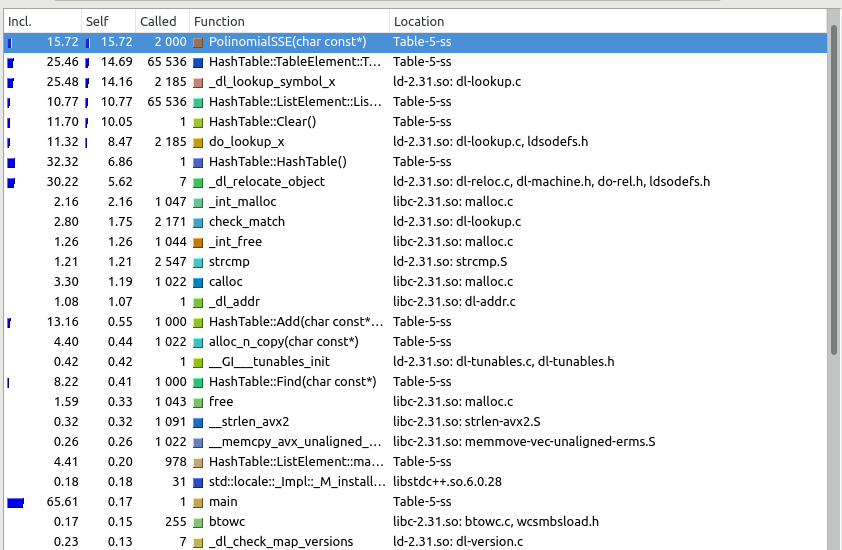 Incl. Self Called Function Location
15.72 15.72 2 000 PolinomialSSE(char const*) Table-5-ss
25.46 14.69 65 536 HashTable::TableElement::T... Table-5-ss
25.48 14.16 2 185 _dl_lookup_symbol_x ld-2.31.so: dl-lookup.c
10.77 10.77 65 536 HashTable::ListElement::Lis... Table-5-ss
11.70 10.05 1 HashTable::Clear() Table-5-ss
11.32 8.47 2 185 do_lookup_x ld-2.31.so: dl-lookup.c, ldsodefs.h
32.32 6.86 1 HashTable::HashTable() Table-5-ss
30.22 5.62 7 _dl_relocate_object ld-2.31.so: dl-reloc.c, dl-machine.h, do-rel.h, ldsodefs.h
2.16 2.16 1 047 _int_malloc libc-2.31.so: malloc.c
2.80 1.75 2 171 check_match ld-2.31.so: dl-lookup.c
1.26 1.26 1 044 _int_free libc-2.31.so: malloc.c
1.21 1.21 2 547 strcmp ld-2.31.so: strcmp.S
3.30 1.19 1 022 calloc libc-2.31.so: malloc.c
1.08 1.07 1 _dl_addr libc-2.31.so: dl-addr.c
13.16 0.55 1 000 HashTable::Add(char const*... Table-5-ss
4.40 0.44 1 022 alloc_n_copy(char const*) Table-5-ss
0.42 0.42 1 __GI___tunables_init ld-2.31.so: dl-tunables.c, dl-tunables.h
8.22 0.41 1 000 HashTable::Find(char const*) Table-5-ss
1.59 0.33 1 043 free libc-2.31.so: malloc.c
0.32 0.32 1 091 __strlen_avx2 libc-2.31.so: strlen-avx2.S
0.26 0.26 1 022 __memcpy_avx_unaligned_... libc-2.31.so: memmove-vec-unaligned-erms.S
4.41 0.20 978 HashTable::ListElement::ma... Table-5-ss
0.18 0.18 31 std::locale::_Impl::_M_install... libstdc++.so.6.0.28
65.61 0.17 1 main Table-5-ss
0.17 0.15 255 btowc libc-2.31.so: btowc.c, wcsmbsload.h
0.23 0.13 7 _dl_check_map_versions ld-2.31.so: dl-version.c